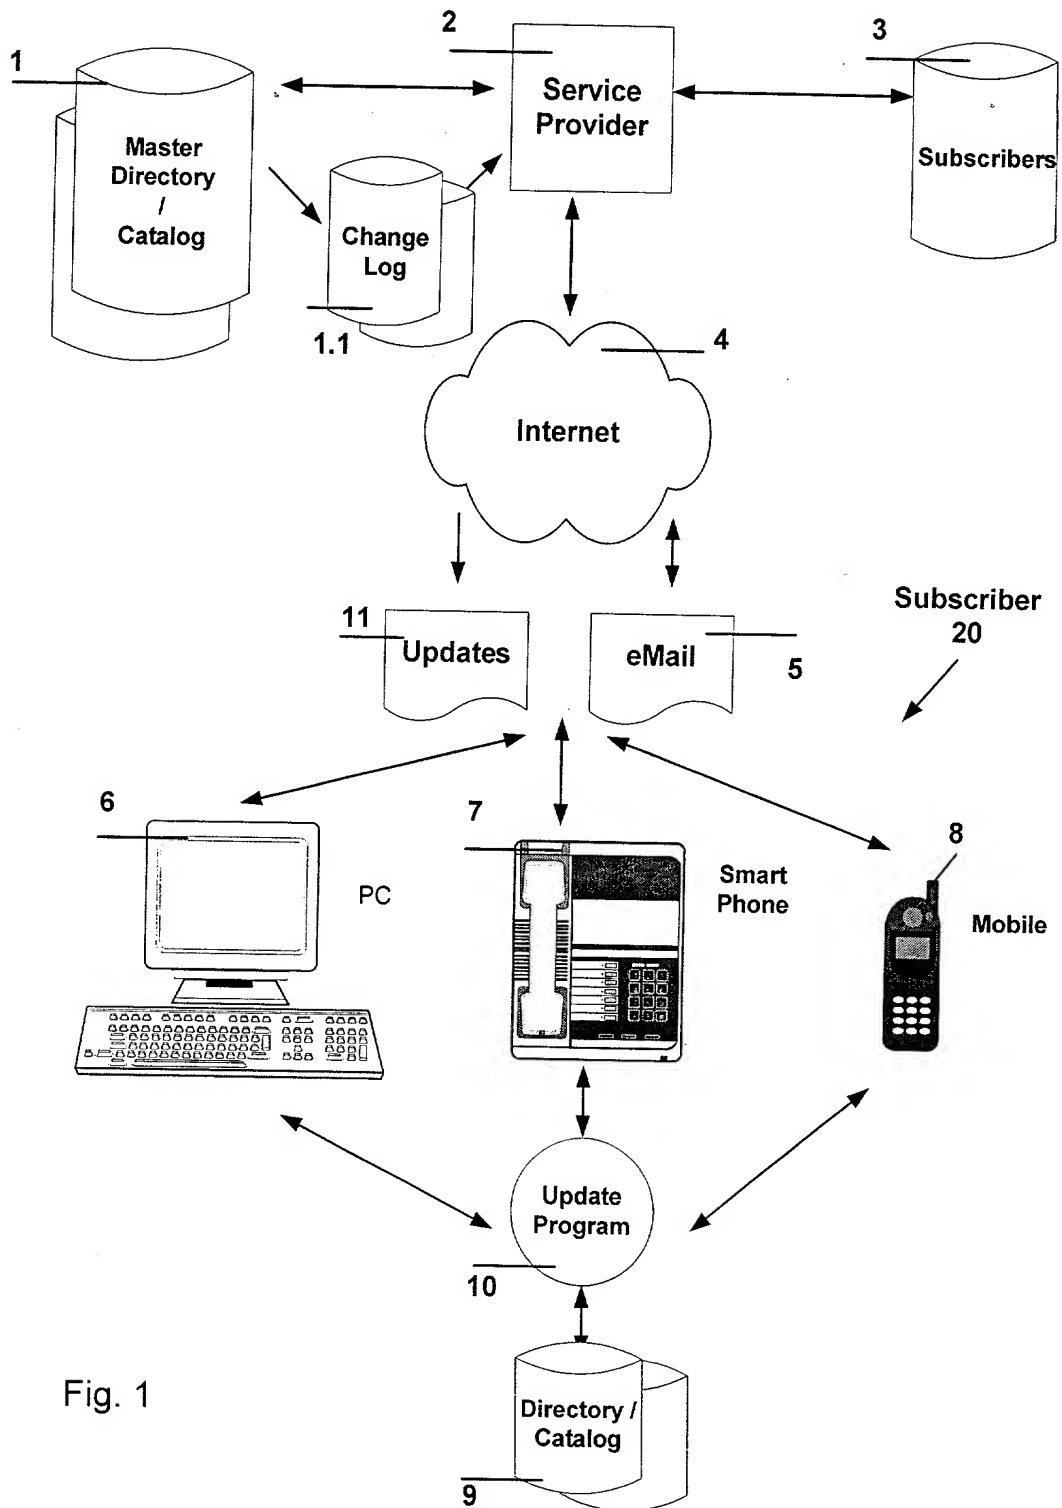 1
2
3
Master
Directory
/
Catalog
Service
Provider
Subscribers
Change
Log
1.1
4
Internet
11
Updates
eMail
5
Subscriber
20
6
PC
7
Smart
Phone
8
Mobile
Update
Program
10
Directory /
Catalog
9
Fig. 1